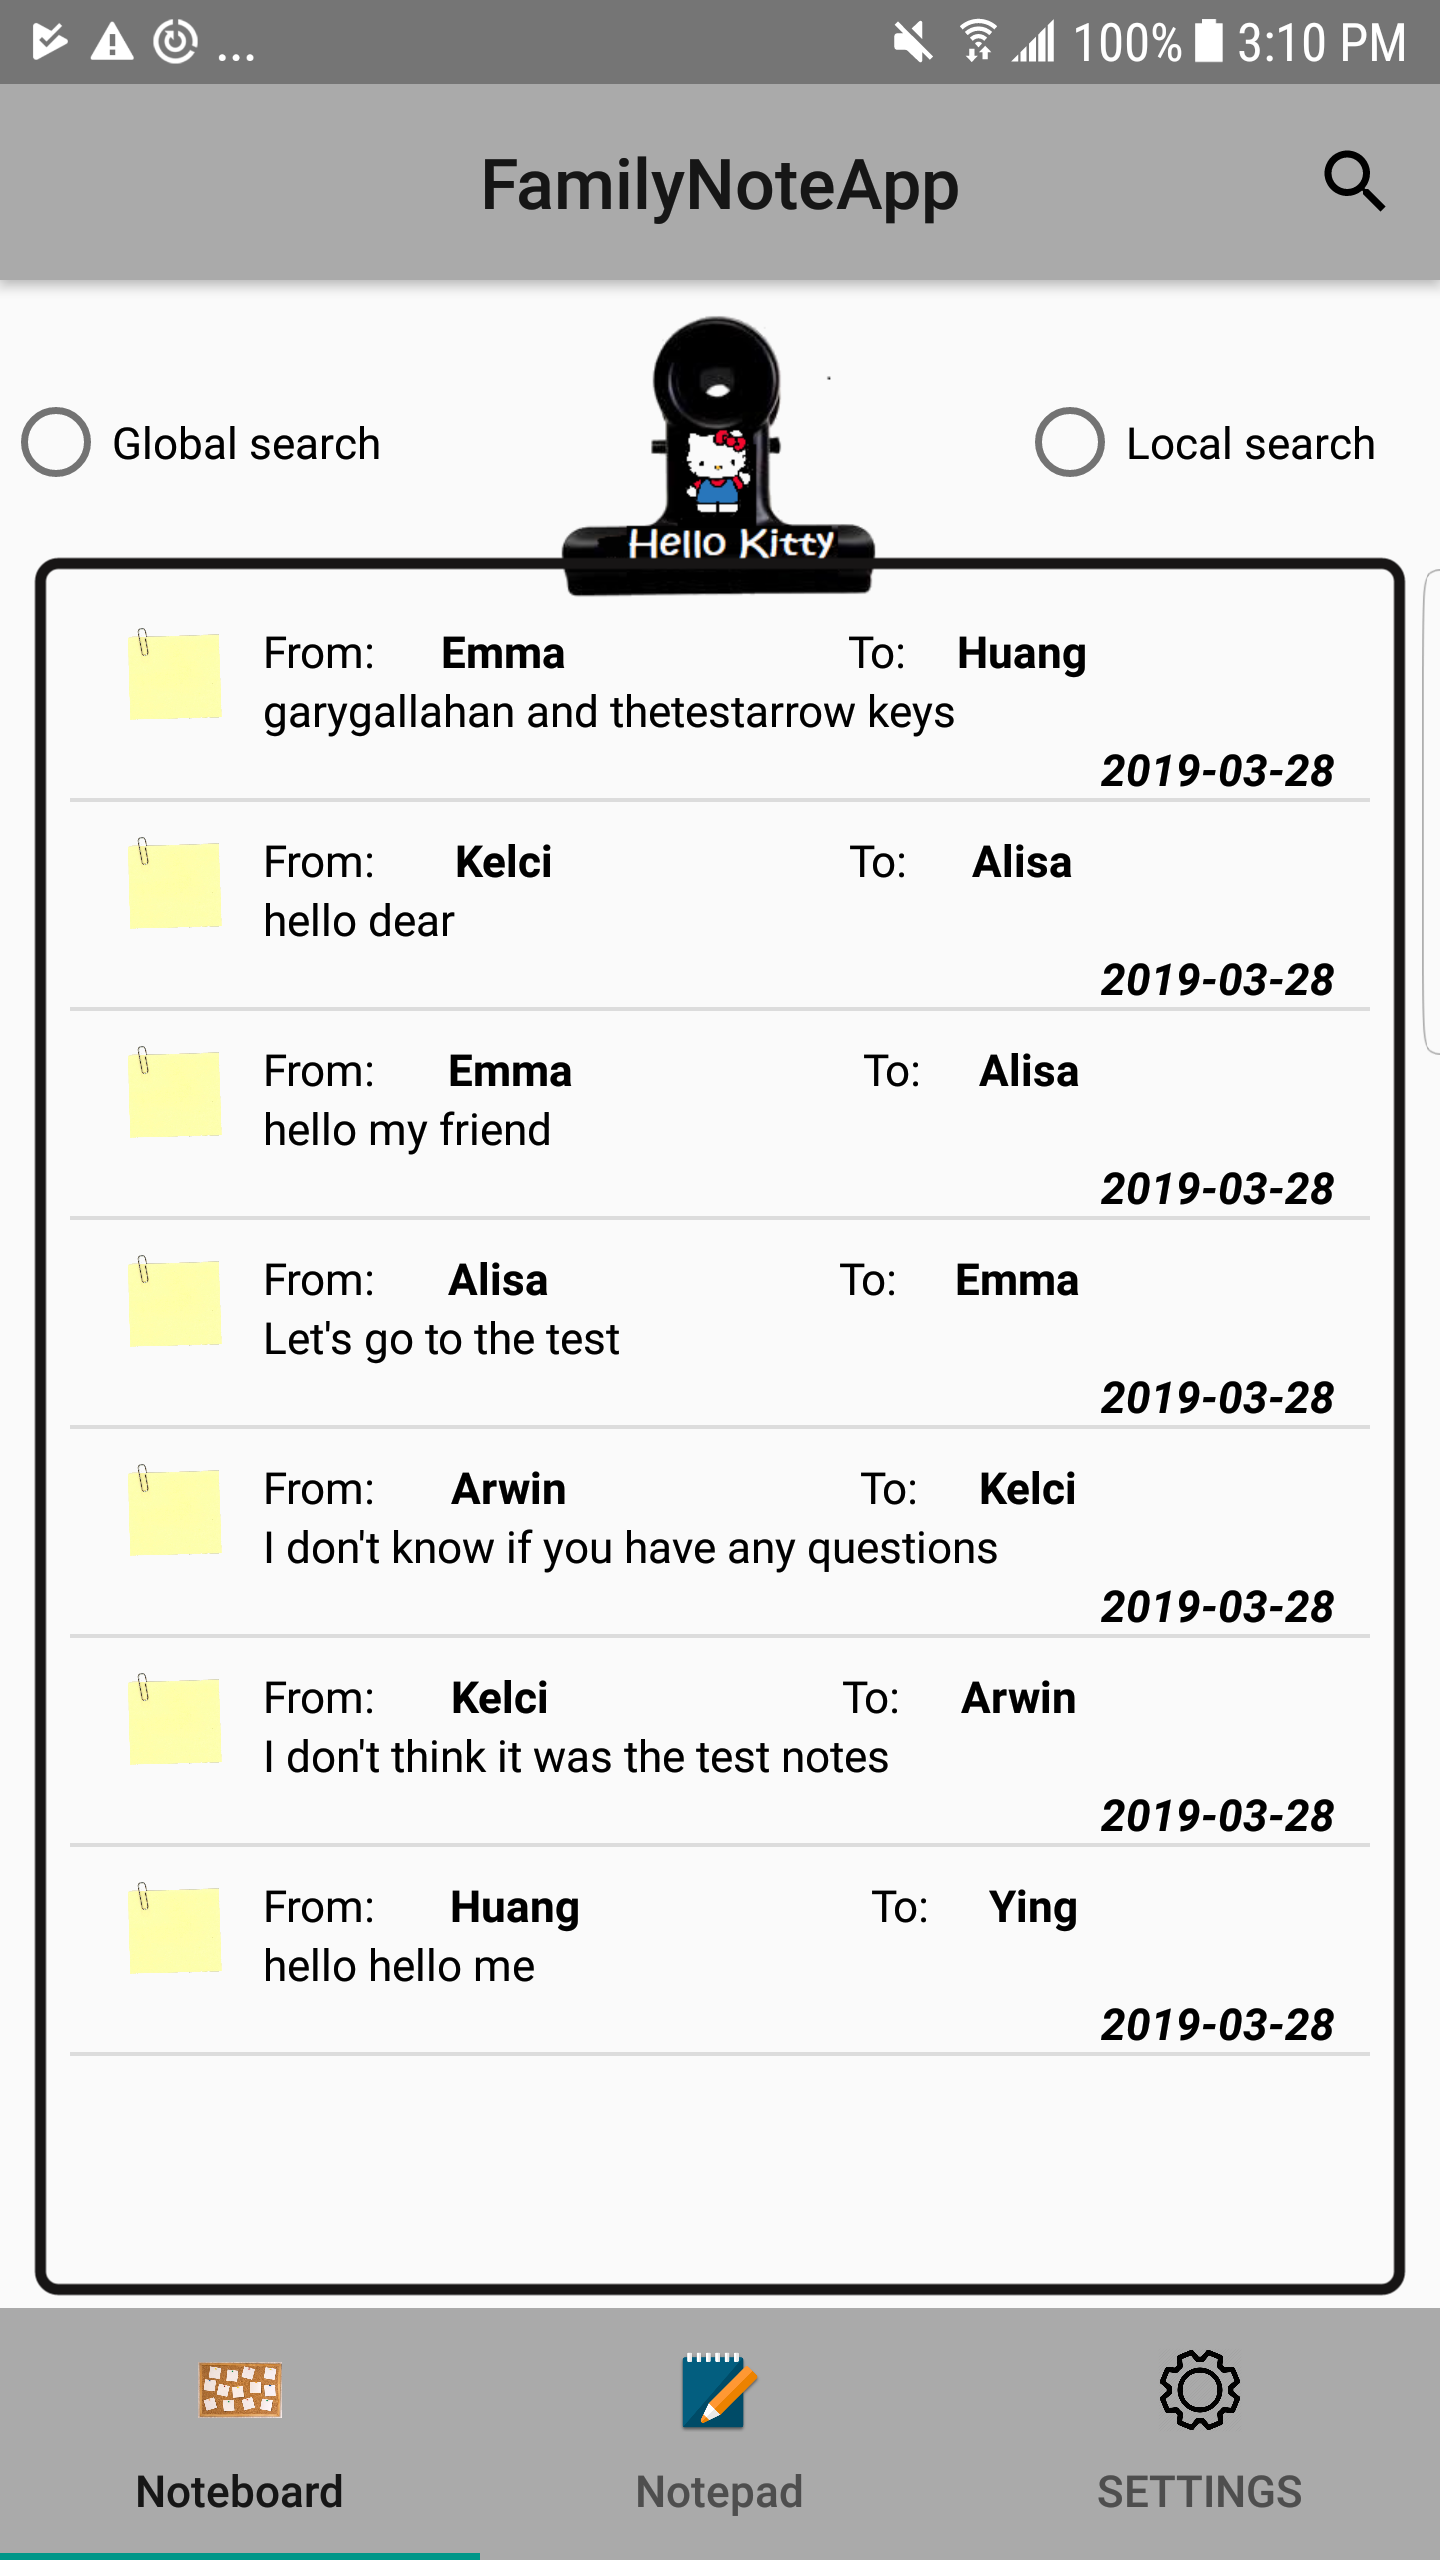 ... 100% 3:10 PM
FamilyNoteApp
Global search
Local search
Hello Kitty
From: Emma To: Huang
garygallahan and thetestarrow keys
2019-03-28
From: Kelci To: Alisa
hello dear
2019-03-28
From: Emma To: Alisa
hello my friend
2019-03-28
From: Alisa To: Emma
Let's go to the test
2019-03-28
From: Arwin To: Kelci
I don't know if you have any questions
2019-03-28
From: Kelci To: Arwin
I don't think it was the test notes
2019-03-28
From: Huang To: Ying
hello hello me
2019-03-28
Noteboard
Notepad
SETTINGS